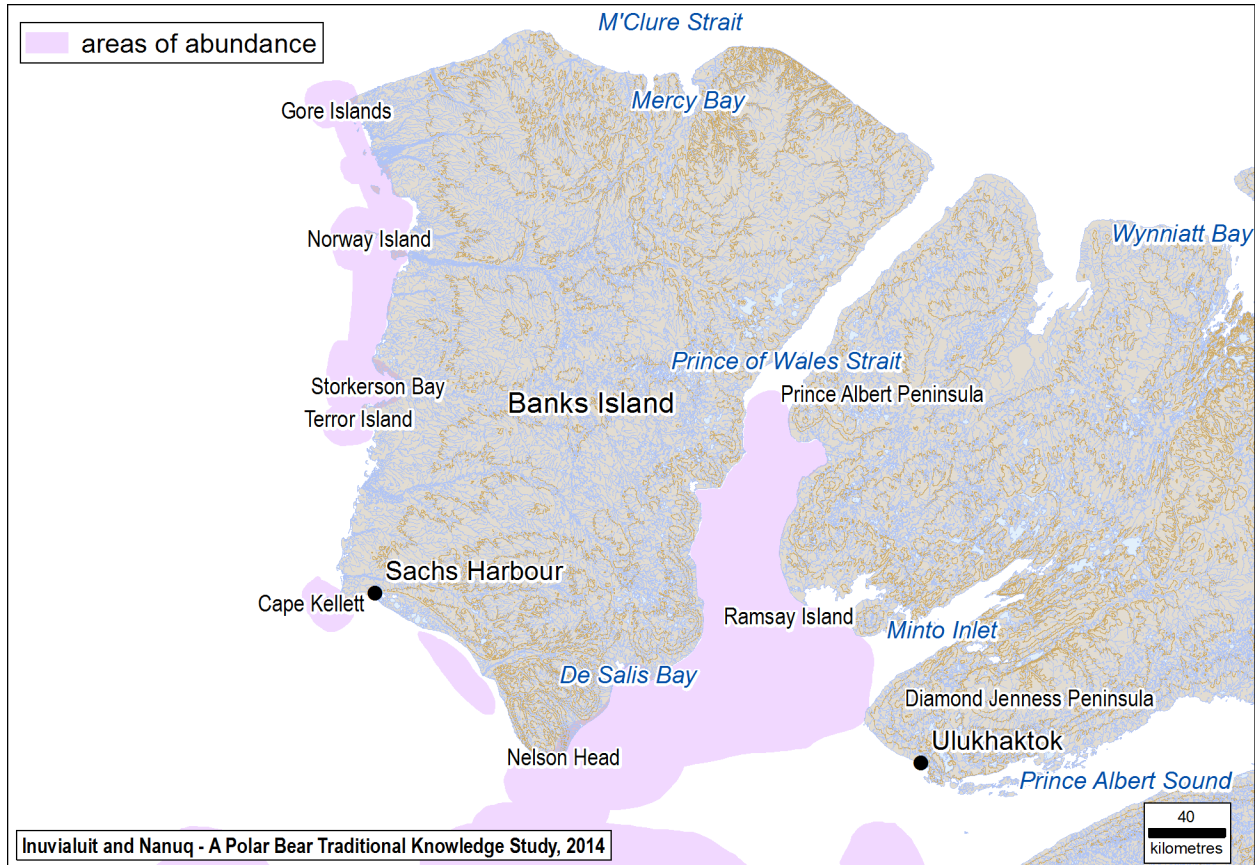 M'Clure Strait
areas of abundance
Mercy Bay
Gore Islands
Norway Island
Wynniatt Bay
Prince of Wales Strait
Storkerson Bay
Prince Albert Peninsula
Banks Island
Terror Island
Sachs Harbour
Cape Kellett
Ramsay Island
Minto Inlet
De Salis Bay
Diamond Jenness Peninsula
Ulukhaktok
Nelson Head
Prince Albert Sound
40
kilometres
Inuvialuit and Nanuq - A Polar Bear Traditional Knowledge Study, 2014